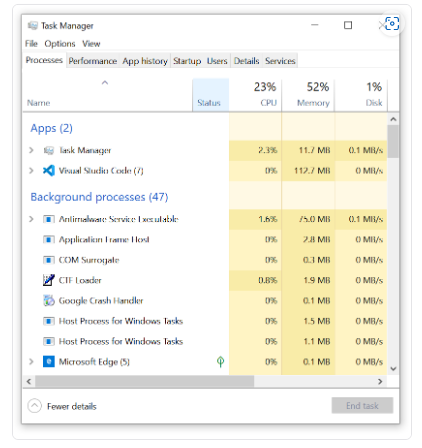 Task Manager
File Options View
Processes Performance App history Startup Users Details Services
23% 52% 1%
Name Status CPU Memory Disk
Apps (2)
Task Manager 2.3% 11.7 MB 0.1 MB/s
Visual Studio Code (7) 0% 112.7 MB 0 MB/s
Background processes (47)
Antimalware Service Executable 1.6% 75.0 MB 0.1 MB/s
Application Frame Host 0% 2.8 MB 0 MB/s
COM Surrogate 0% 0.3 MB 0 MB/s
CTF Loader 0.8% 1.9 MB 0 MB/s
Google Crash Handler 0% 0.1 MB 0 MB/s
Host Process for Windows Tasks 0% 1.5 MB 0 MB/s
Host Process for Windows Tasks 0% 1.1 MB 0 MB/s
Microsoft Edge (5) 0% 0.1 MB 0 MB/s
Fewer details End task